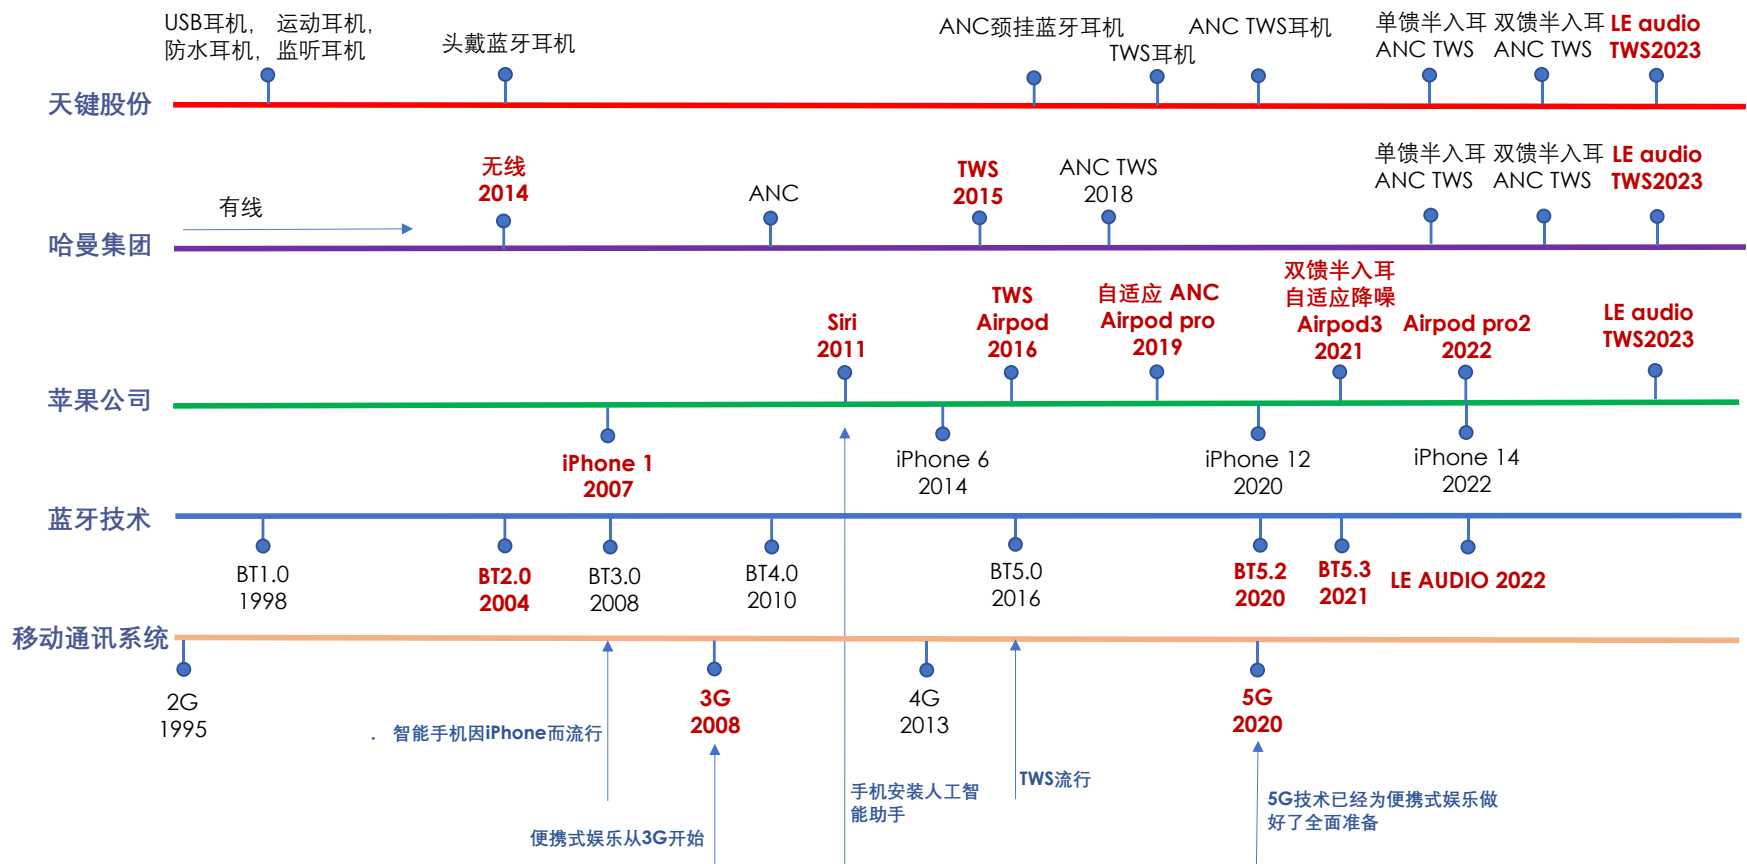 USB耳机， 运动耳机，
防水耳机， 监听耳机
头戴蓝牙耳机
ANC颈挂蓝牙耳机
TWS耳机
ANC TWS耳机
单馈半入耳
ANC TWS
双馈半入耳
ANC TWS
LE audio
TWS2023
天键股份
有线
无线
2014
ANC
TWS
2015
ANC TWS
2018
单馈半入耳
ANC TWS
双馈半入耳
ANC TWS
LE audio
TWS2023
哈曼集团
Siri
2011
TWS
Airpod
2016
自适应 ANC
Airpod pro
2019
双馈半入耳
自适应降噪
Airpod3
2021
Airpod pro2
2022
LE audio
TWS2023
苹果公司
iPhone 1
2007
iPhone 6
2014
iPhone 12
2020
iPhone 14
2022
蓝牙技术
BT1.0
1998
BT2.0
2004
BT3.0
2008
BT4.0
2010
BT5.0
2016
BT5.2
2020
BT5.3
2021
LE AUDIO 2022
移动通讯系统
2G
1995
3G
2008
4G
2013
5G
2020
. 智能手机因iPhone而流行
便携式娱乐从3G开始
手机安装人工智
能助手
TWS流行
5G技术已经为便携式娱乐做
好了全面准备